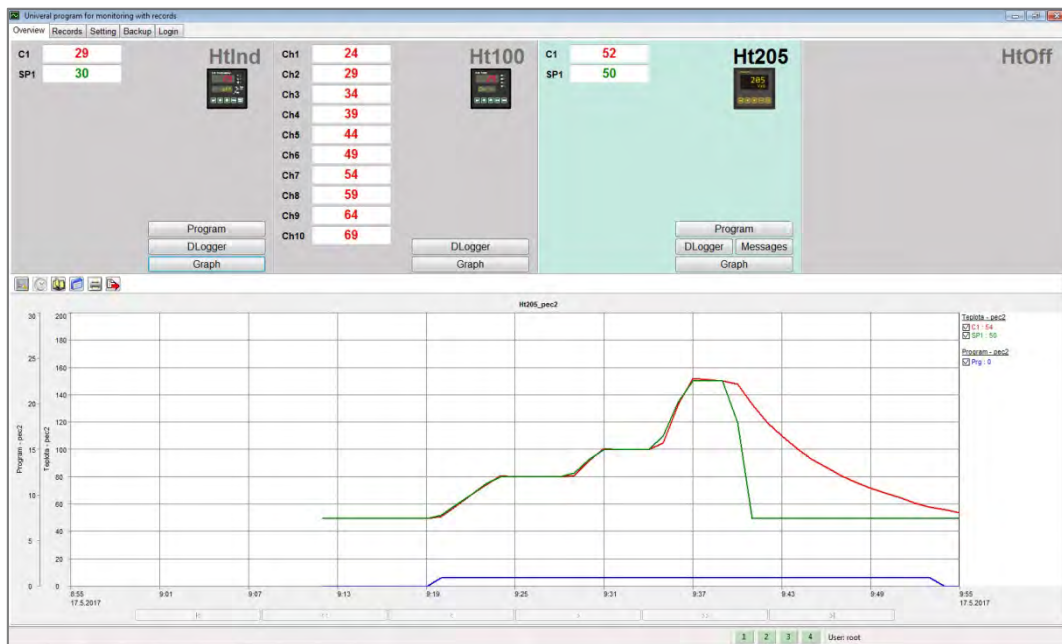 Univeral program for monitoring with records
Overview Records Setting Backup Login
C1 29 HtInd
SP1 30
Program
DLogger
Graph
Ch1 24 Ht100
Ch2 29
Ch3 34
Ch4 39
Ch5 44
Ch6 49
Ch7 54
Ch8 59
Ch9 64
Ch10 69
DLogger
Graph
C1 52 Ht205
SP1 50
205
Program
DLogger Messages
Graph
HtOff
Ht205_pec2
Program - pec2
30
25
20
15
10
5
0
Teplota - pec2
200
180
160
140
120
100
80
60
40
20
0
8:55 9:01 9:07 9:13 9:19 9:25 9:31 9:37 9:43 9:49 9:55
17.5.2017 17.5.2017
Teplota - pec2
C1 : 54
SP1 : 50
Program - pec2
Prg : 0
1 2 3 4 User: root